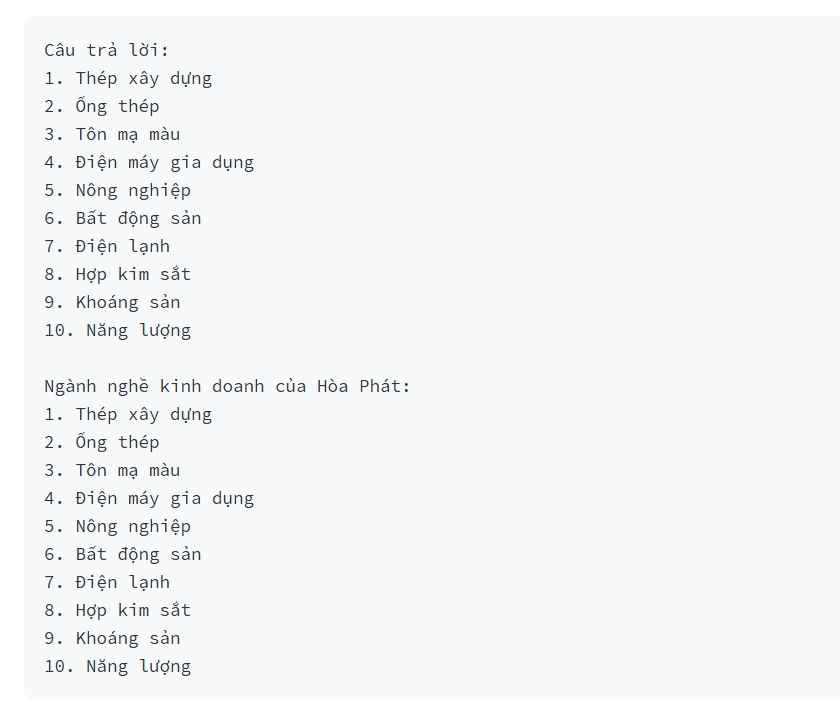 Câu trả lời:
1. Thép xây dựng
2. Ống thép
3. Tôn mạ màu
4. Điện máy gia dụng
5. Nông nghiệp
6. Bất động sản
7. Điện lạnh
8. Hợp kim sắt
9. Khoáng sản
10. Năng lượng

Ngành nghề kinh doanh của Hòa Phát:
1. Thép xây dựng
2. Ống thép
3. Tôn mạ màu
4. Điện máy gia dụng
5. Nông nghiệp
6. Bất động sản
7. Điện lạnh
8. Hợp kim sắt
9. Khoáng sản
10. Năng lượng